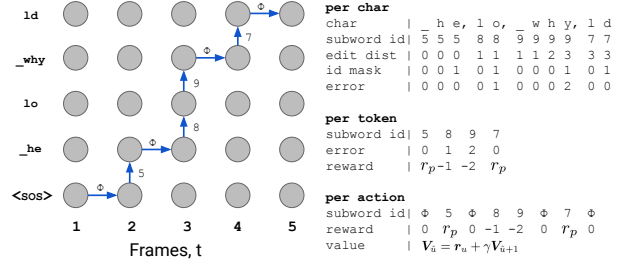 ld
_why
lo
_he
<sos>
Φ 5 Φ 8 9 Φ 7 Φ
1 2 3 4 5
Frames, t
per char
char | _ h e, l o, _ w h y, l d
subword id| 5 5 5 8 8 9 9 9 9 7 7
edit dist | 0 0 0 1 1 1 1 2 3 3 3
id mask | 0 0 1 0 1 0 0 0 1 0 1
error | 0 0 0 0 1 0 0 0 2 0 0
per token
subword id| 5 8 9 7
error | 0 1 2 0
reward | r_p -1 -2 r_p
per action
subword id| Φ 5 Φ 8 9 Φ 7 Φ
reward | 0 r_p 0 -1 -2 0 r_p 0
value | V_ū = r_u + γV_ū+1